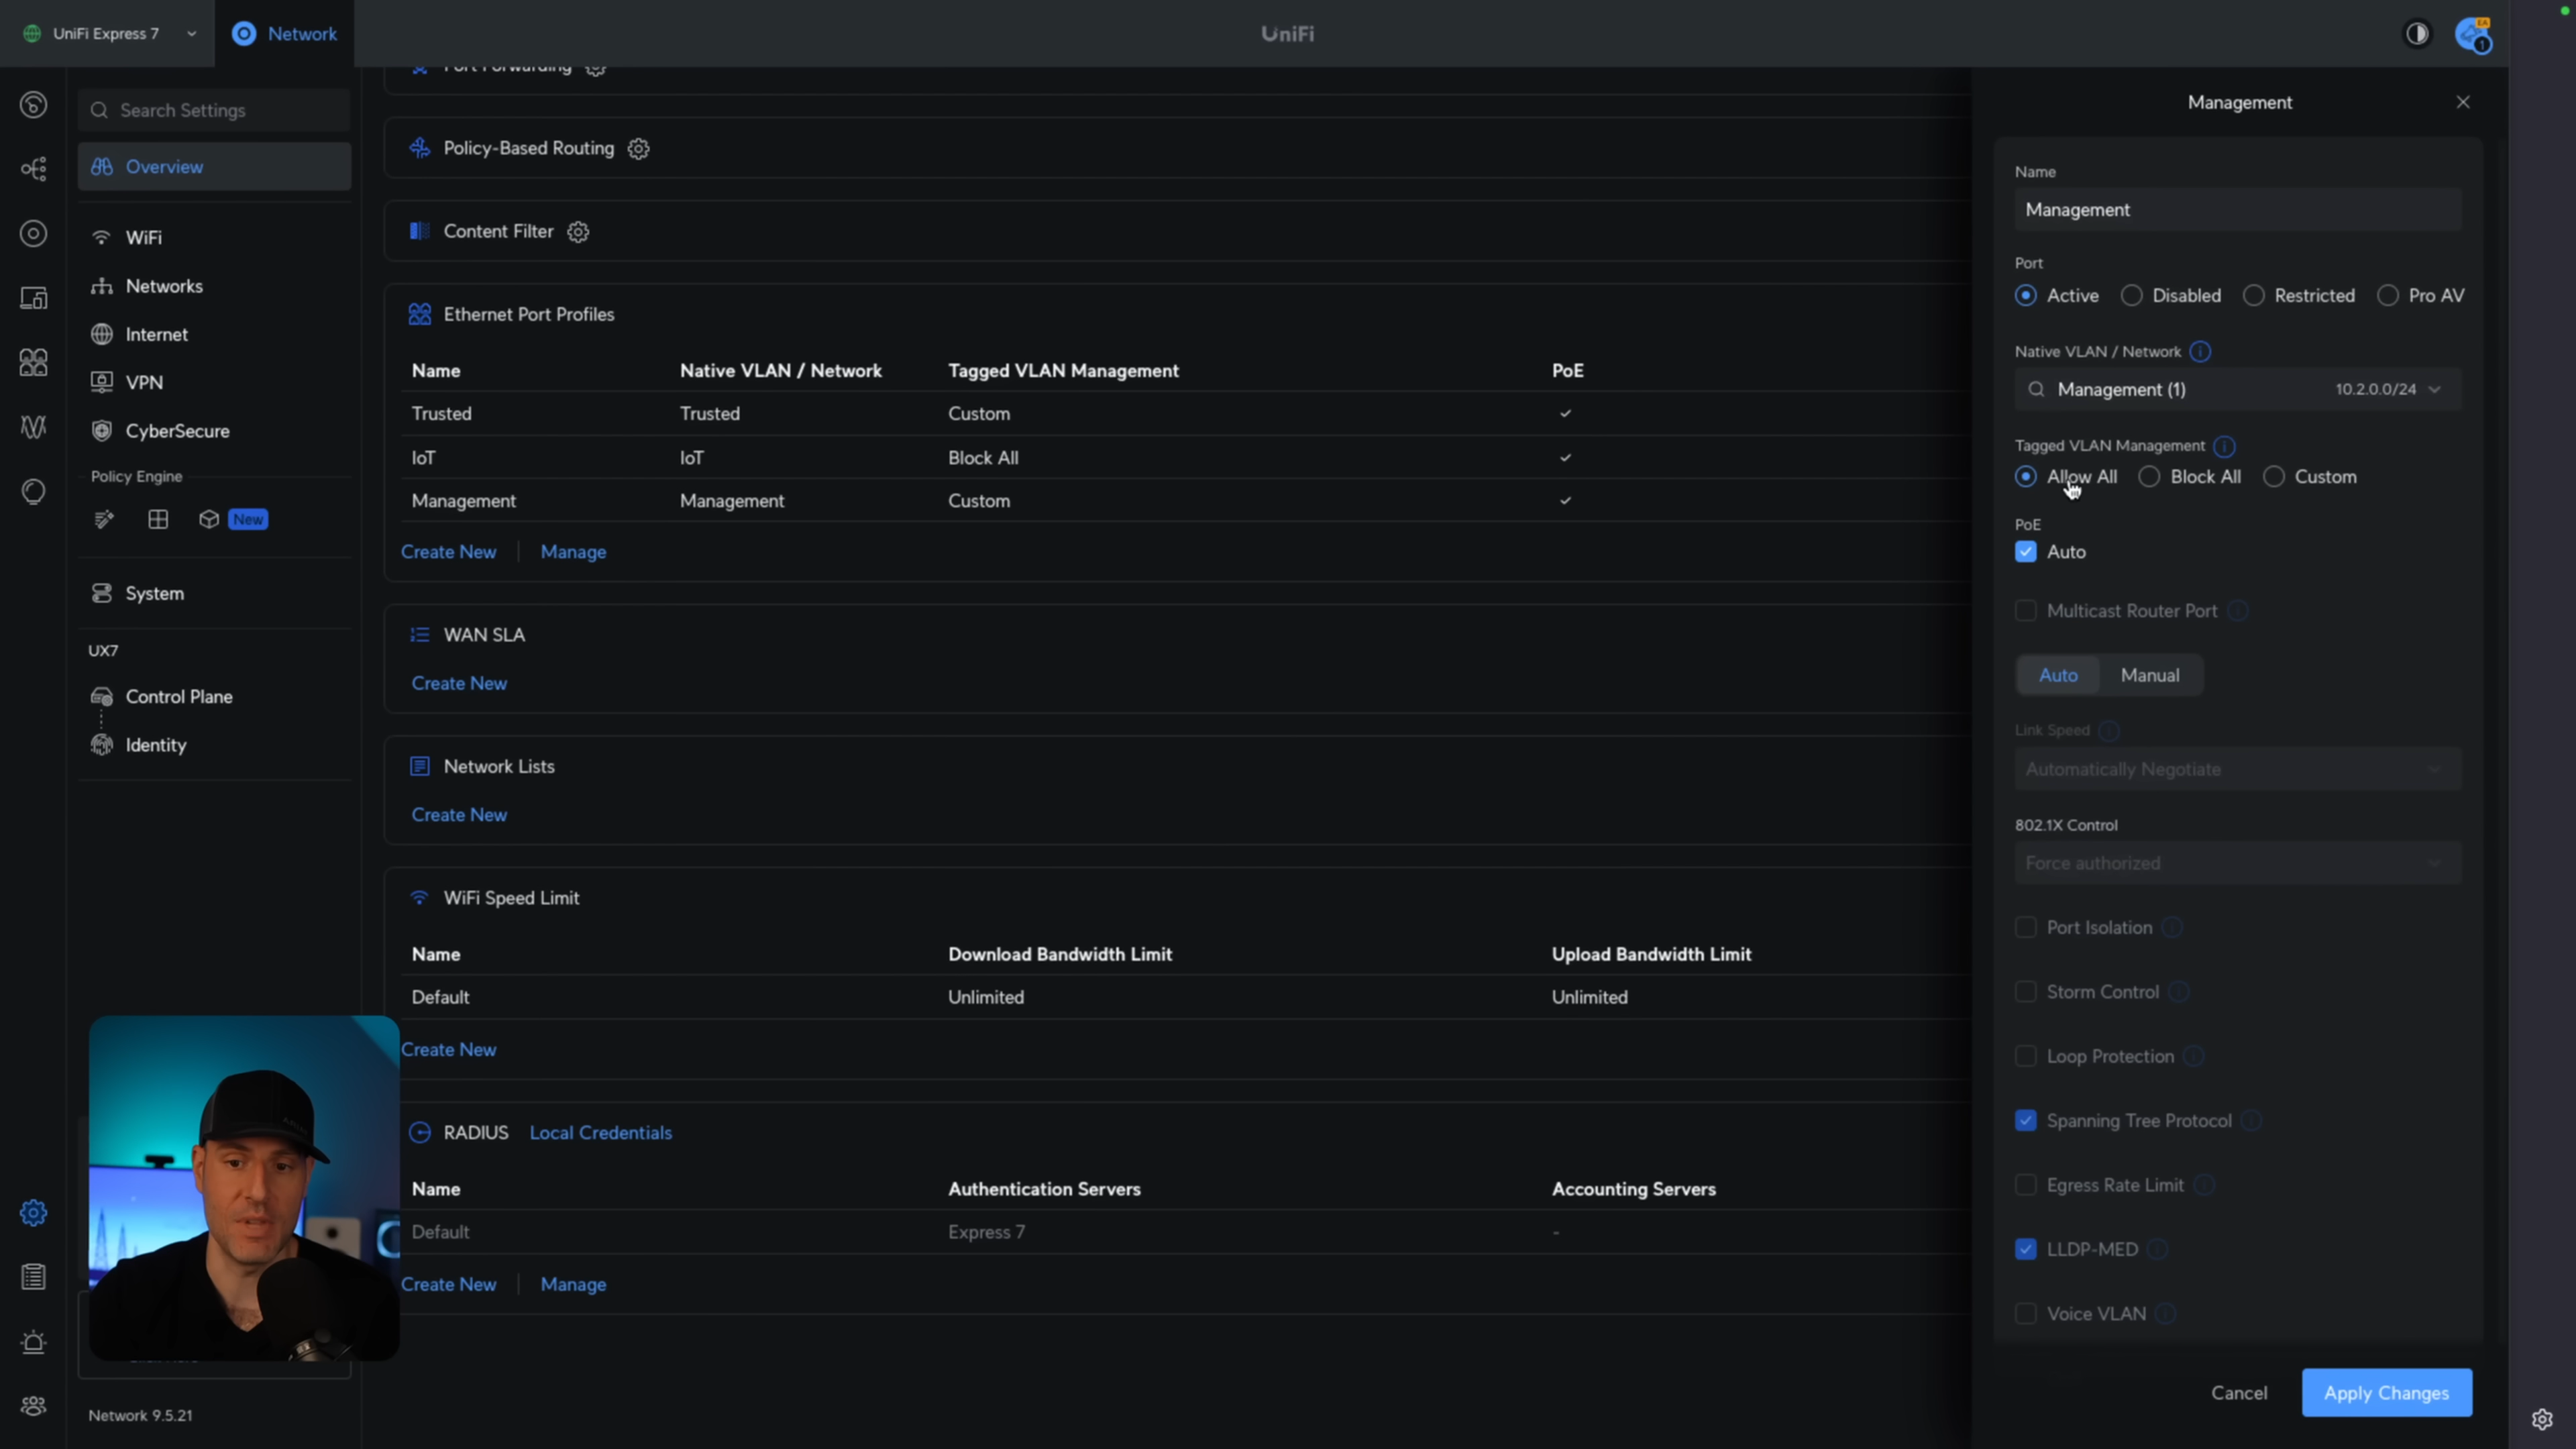 UniFi Express 7
Network
UniFi
EA
1
Search Settings
Overview
WiFi
Networks
Internet
VPN
CyberSecure
Policy Engine
New
System
UX7
Control Plane
Identity
Network 9.5.21
Port Forwarding
Policy-Based Routing
Content Filter
Ethernet Port Profiles
Name Native VLAN / Network Tagged VLAN Management PoE
Trusted Trusted Custom
IoT IoT Block All
Management Management Custom
Create New Manage
WAN SLA
Create New
Network Lists
Create New
WiFi Speed Limit
Name Download Bandwidth Limit Upload Bandwidth Limit
Default Unlimited Unlimited
Create New
RADIUS Local Credentials
Name Authentication Servers Accounting Servers
Default Express 7 -
Create New Manage
Management
Name
Management
Port
Active Disabled Restricted Pro AV
Native VLAN / Network
Management (1) 10.2.0.0/24
Tagged VLAN Management
Allow All Block All Custom
PoE
Auto
Multicast Router Port
Auto Manual
Link Speed
Automatically Negotiate
802.1X Control
Force authorized
Port Isolation
Storm Control
Loop Protection
Spanning Tree Protocol
Egress Rate Limit
LLDP-MED
Voice VLAN
Cancel Apply Changes